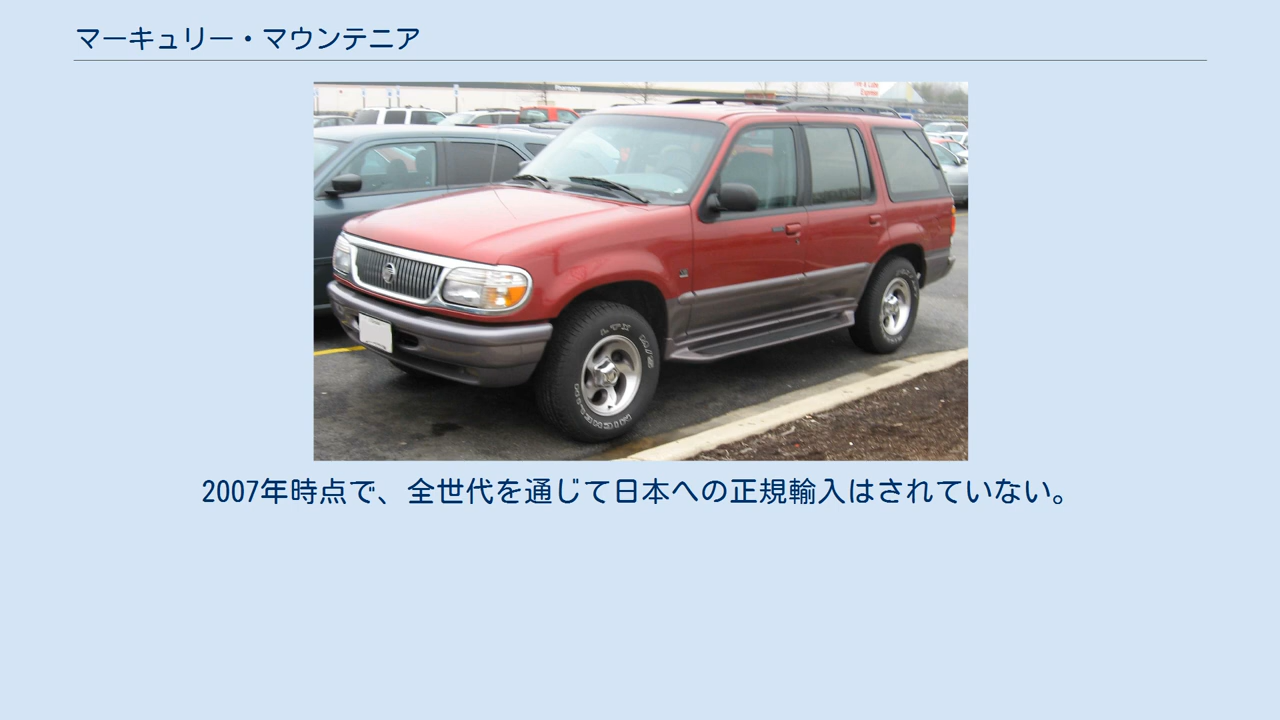 マーキュリー・マウンテニア
Pharmacy
2007年時点で、全世代を通じて日本への正規輸入はされていない。